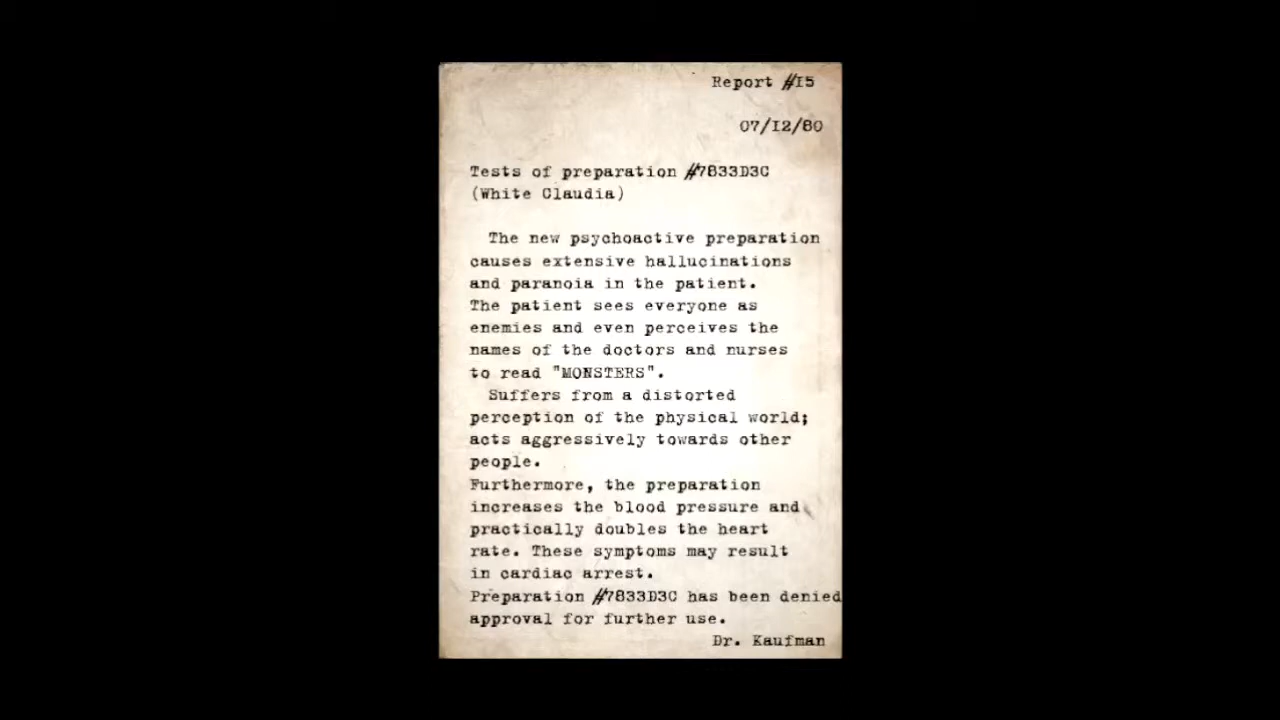 Report #15
07/12/80
Tests of preparation #7833D3C
(White Claudia)
The new psychoactive preparation
causes extensive hallucinations
and paranoia in the patient.
The patient sees everyone as
enemies and even perceives the
names of the doctors and nurses
to read "MONSTERS".
Suffers from a distorted
perception of the physical world;
acts aggressively towards other
people.
Furthermore, the preparation
increases the blood pressure and
practically doubles the heart
rate. These symptoms may result
in cardiac arrest.
Preparation #7833D3C has been denied
approval for further use.
Dr. Kaufman